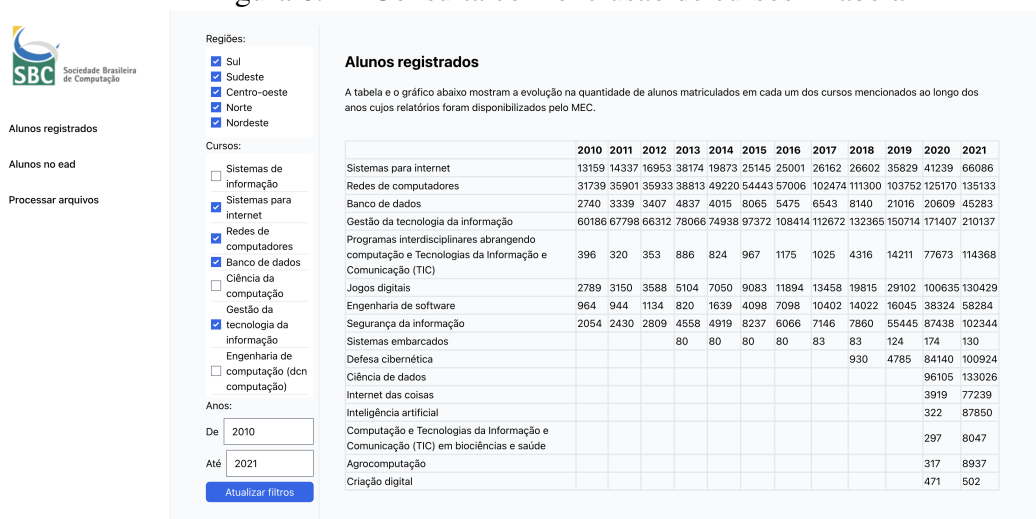 SBC
Sociedade Brasileira
de Computação
Alunos registrados
Alunos no ead
Processar arquivos
Regiões:
Sul
Sudeste
Centro-oeste
Norte
Nordeste
Cursos:
Sistemas de
informação
Sistemas para
internet
Redes de
computadores
Banco de dados
Ciência da
computação
Gestão da
tecnologia da
informação
Engenharia de
computação (dcn
computação)
Anos:
De 2010
Até 2021
Atualizar filtros
Alunos registrados
A tabela e o gráfico abaixo mostram a evolução na quantidade de alunos matriculados em cada um dos cursos mencionados ao longo dos
anos cujos relatórios foram disponibilizados pelo MEC.
2010 2011 2012 2013 2014 2015 2016 2017 2018 2019 2020 2021
Sistemas para internet 13159 14337 16953 38174 19873 25145 25001 26162 26602 35829 41239 66086
Redes de computadores 31739 35901 35933 38813 49220 54443 57006 102474 111300 103752 125170 135133
Banco de dados 2740 3339 3407 4837 4015 8065 5475 6543 8140 21016 20609 45283
Gestão da tecnologia da informação 60186 67798 66312 78066 74938 97372 108414 112672 132365 150714 171407 210137
Programas interdisciplinares abrangendo
computação e Tecnologias da Informação e 396 320 353 886 824 967 1175 1025 4316 14211 77673 114368
Comunicação (TIC)
Jogos digitais 2789 3150 3588 5104 7050 9083 11894 13458 19815 29102 100635 130429
Engenharia de software 964 944 1134 820 1639 4098 7098 10402 14022 16045 38324 58284
Segurança da informação 2054 2430 2809 4558 4919 8237 6066 7146 7860 55445 87438 102344
Sistemas embarcados 80 80 80 80 83 83 124 174 130
Defesa cibernética 930 4785 84140 100924
Ciência de dados 96105 133026
Internet das coisas 3919 77239
Inteligência artificial 322 87850
Computação e Tecnologias da Informação e
Comunicação (TIC) em biociências e saúde 297 8047
Agrocomputação 317 8937
Criação digital 471 502